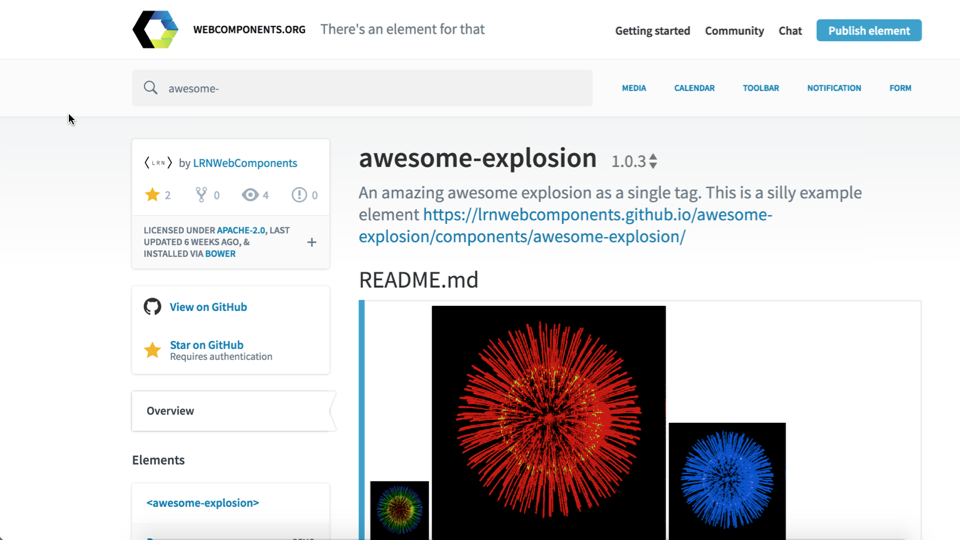 WEBCOMPONENTS.ORG There's an element for that
Getting started Community Chat Publish element
awesome-
MEDIA CALENDAR TOOLBAR NOTIFICATION FORM
LRN by LRNWebComponents
2 0 4 0
LICENSED UNDER APACHE-2.0, LAST
UPDATED 6 WEEKS AGO, &
INSTALLED VIA BOWER
+
View on GitHub
Star on GitHub
Requires authentication
Overview
Elements
<awesome-explosion>
awesome-explosion 1.0.3
An amazing awesome explosion as a single tag. This is a silly example
element https://lrnwebcomponents.github.io/awesome-
explosion/components/awesome-explosion/
README.md